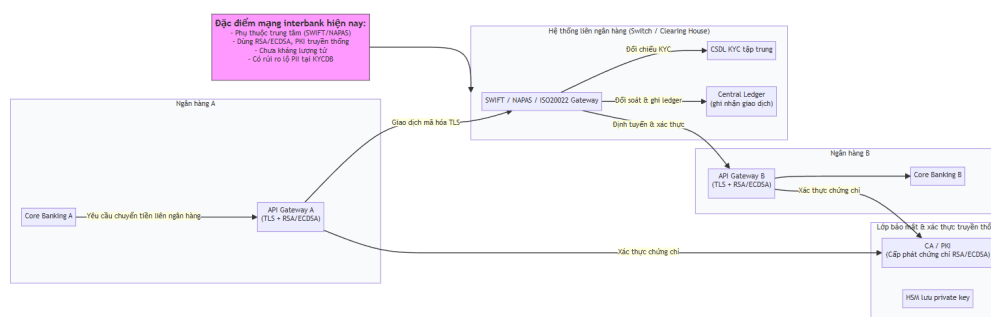 Đặc điểm mạng interbank hiện nay:
- Phụ thuộc trung tâm (SWIFT/NAPAS)
- Dùng RSA/ECDSA, PKI truyền thống
- Chưa kháng lượng tử
- Có rủi ro lộ PII tại KYCDB
Hệ thống liên ngân hàng (Switch / Clearing House)
Đối chiếu KYC
CSDL KYC tập trung
SWIFT / NAPAS / ISO20022 Gateway
Đối soát & ghi ledger
Central Ledger
(ghi nhận giao dịch)
Định tuyến & xác thực
Ngân hàng A
Giao dịch mã hóa TLS
Core Banking A
Yêu cầu chuyển tiền liên ngân hàng
API Gateway A
(TLS + RSA/ECDSA)
Ngân hàng B
API Gateway B
(TLS + RSA/ECDSA)
Core Banking B
Xác thực chứng chỉ
Xác thực chứng chỉ
Lớp bảo mật & xác thực truyền thố
CA / PKI
(Cấp phát chứng chỉ RSA/ECDSA)
HSM lưu private key